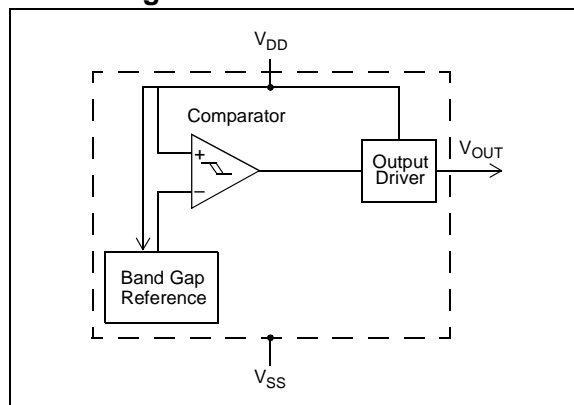 V_DD
Comparator
+
−
Output
Driver
V_OUT
Band Gap
Reference
V_SS